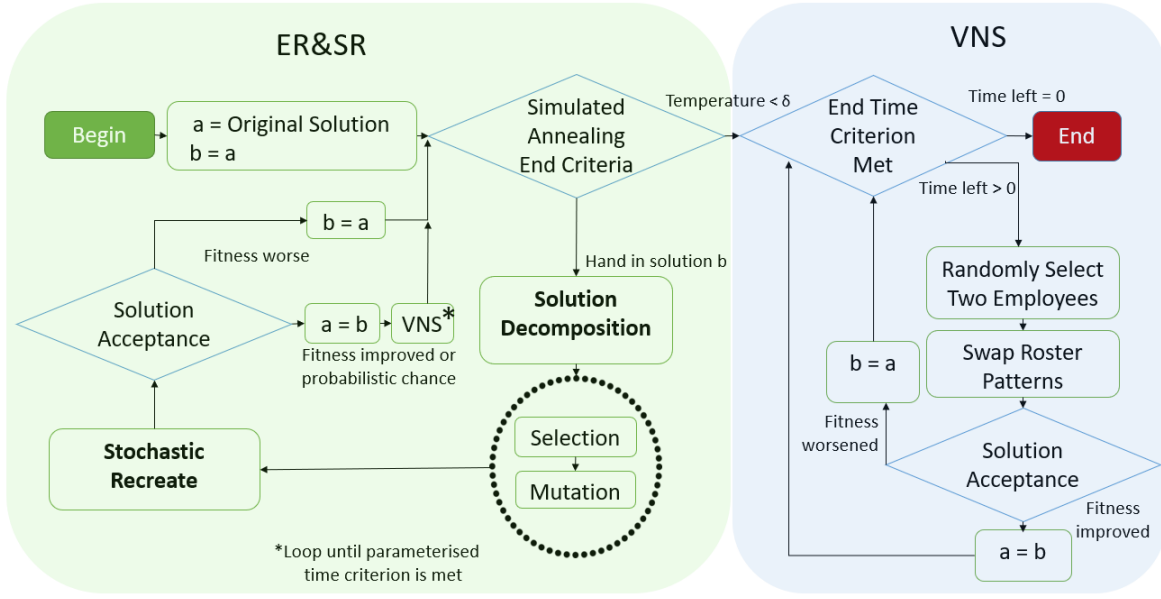 ER&SR
Begin
a = Original Solution
b = a
Simulated
Annealing
End Criteria
Temperature < δ
b = a
Fitness worse
Solution
Acceptance
a = b
VNS*
Fitness improved or
probabilistic chance
Hand in solution b
Solution
Decomposition
Selection
Mutation
Stochastic
Recreate
*Loop until parameterised
time criterion is met
VNS
End Time
Criterion
Met
Time left = 0
End
Time left > 0
Randomly Select
Two Employees
Swap Roster
Patterns
b = a
Fitness
worsened
Solution
Acceptance
Fitness
improved
a = b